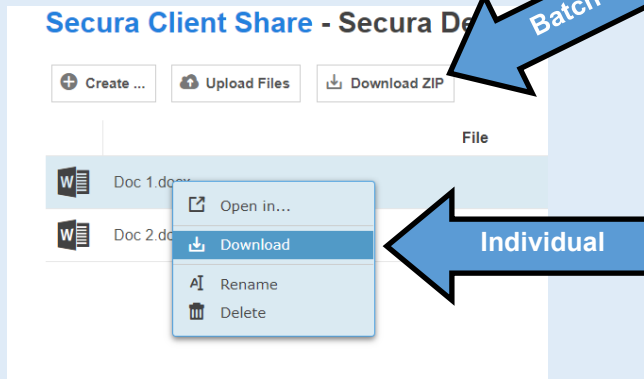 Secura Client Share - Secura De
Batch
Create ... Upload Files Download ZIP
File
W Doc 1.docx
Open in...
W Doc 2.do
Download
Individual
Rename
Delete